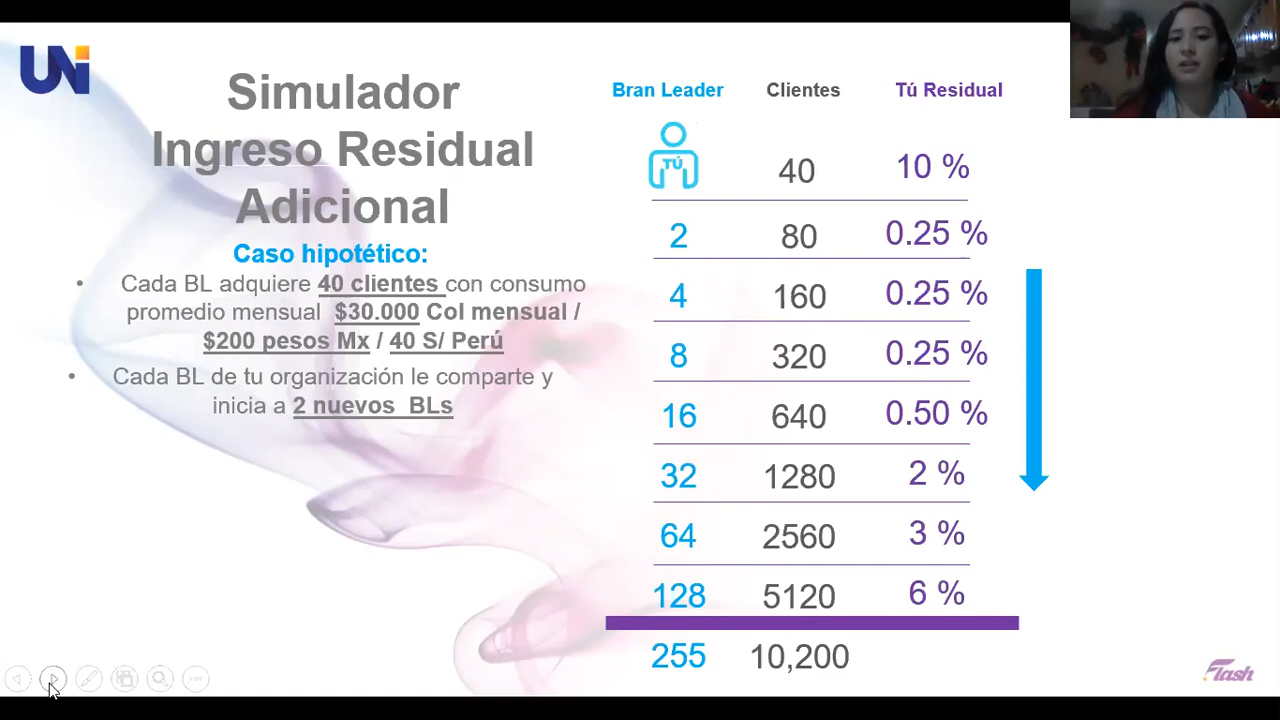 UNi
Simulador
Ingreso Residual
Adicional
Caso hipotético:
• Cada BL adquiere 40 clientes con consumo
promedio mensual $30.000 Col mensual /
$200 pesos Mx / 40 S/ Perú
• Cada BL de tu organización le comparte y
inicia a 2 nuevos BLs
Bran Leader Clientes Tú Residual
TÚ 40 10 %
2 80 0.25 %
4 160 0.25 %
8 320 0.25 %
16 640 0.50 %
32 1280 2 %
64 2560 3 %
128 5120 6 %
255 10,200
Flash